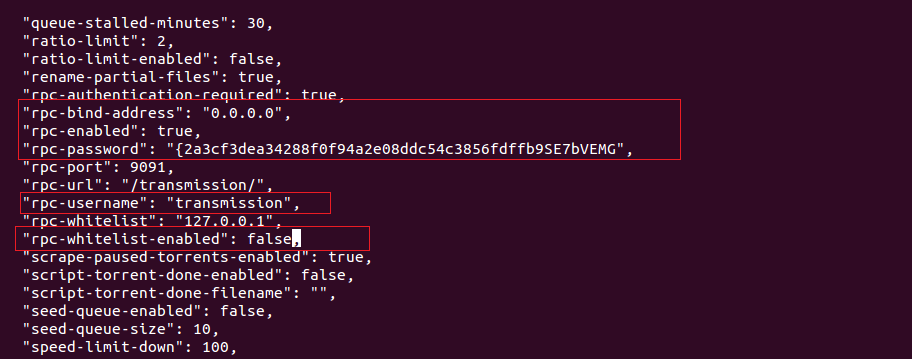 "queue-stalled-minutes": 30,
"ratio-limit": 2,
"ratio-limit-enabled": false,
"rename-partial-files": true,
"rpc-authentication-required": true,
"rpc-bind-address": "0.0.0.0",
"rpc-enabled": true,
"rpc-password": "{2a3cf3dea34288f0f94a2e08ddc54c3856fdffb9SE7bVEMG",
"rpc-port": 9091,
"rpc-url": "/transmission/",
"rpc-username": "transmission",
"rpc-whitelist": "127.0.0.1",
"rpc-whitelist-enabled": false,
"scrape-paused-torrents-enabled": true,
"script-torrent-done-enabled": false,
"script-torrent-done-filename": "",
"seed-queue-enabled": false,
"seed-queue-size": 10,
"speed-limit-down": 100,